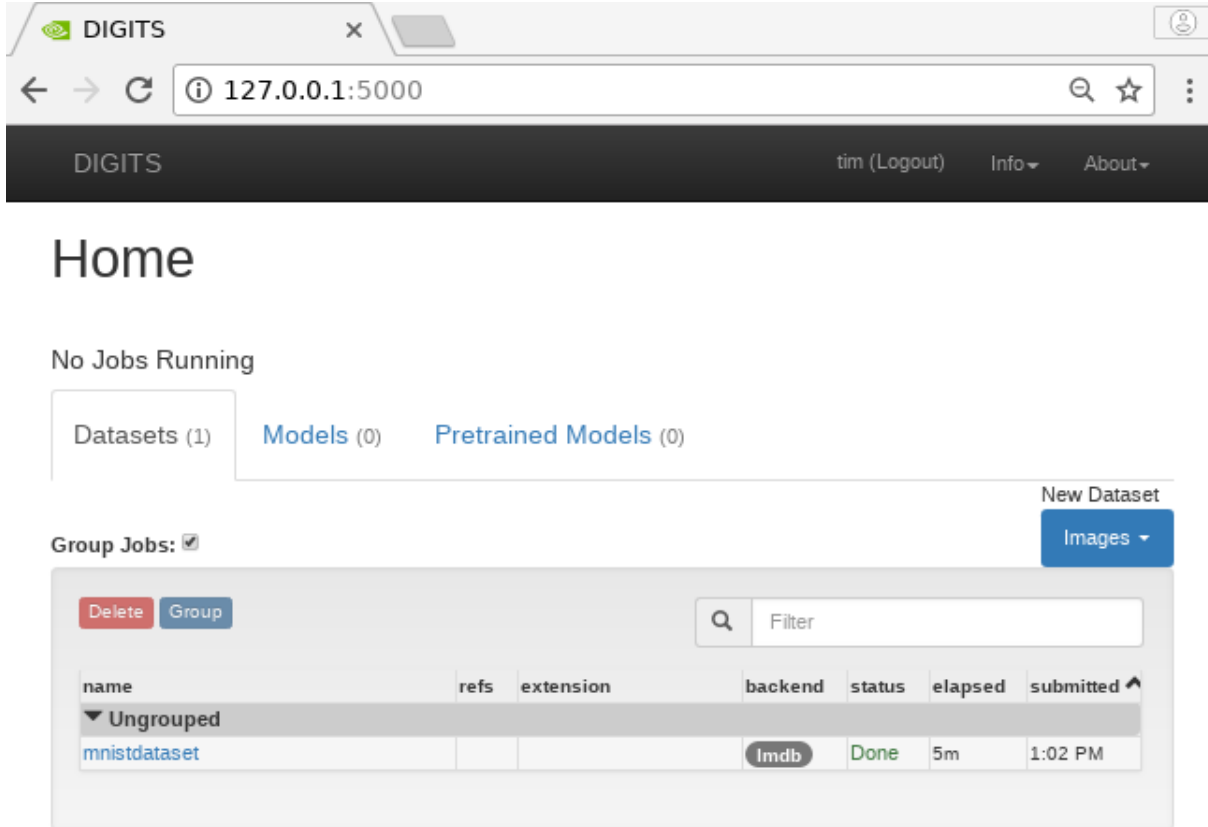 DIGITS
127.0.0.1:5000
DIGITS tim (Logout) Info About
Home
No Jobs Running
Datasets (1) Models (0) Pretrained Models (0)
New Dataset
Group Jobs: Images
Delete Group Filter
name refs extension backend status elapsed submitted
Ungrouped
mnistdataset lmdb Done 5m 1:02 PM